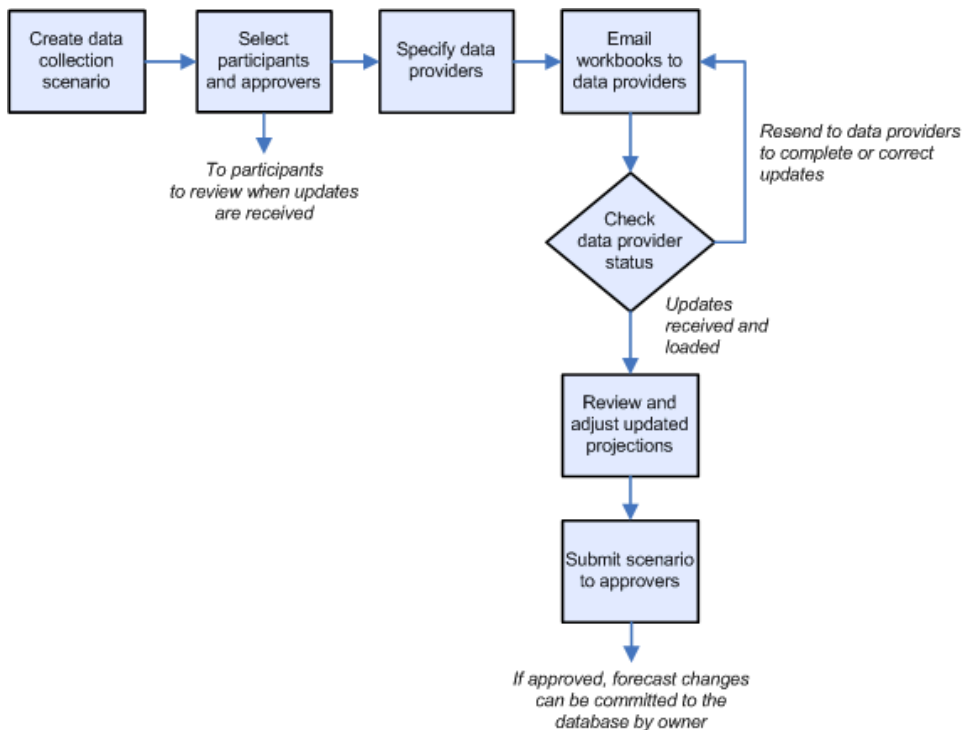 Create data
collection
scenario
Select
participants
and approvers
Specify data
providers
Email
workbooks to
data providers
To participants
to review when updates
are received
Resend to data providers
to complete or correct
updates
Check
data provider
status
Updates
received and
loaded
Review and
adjust updated
projections
Submit scenario
to approvers
If approved, forecast changes
can be committed to the
database by owner